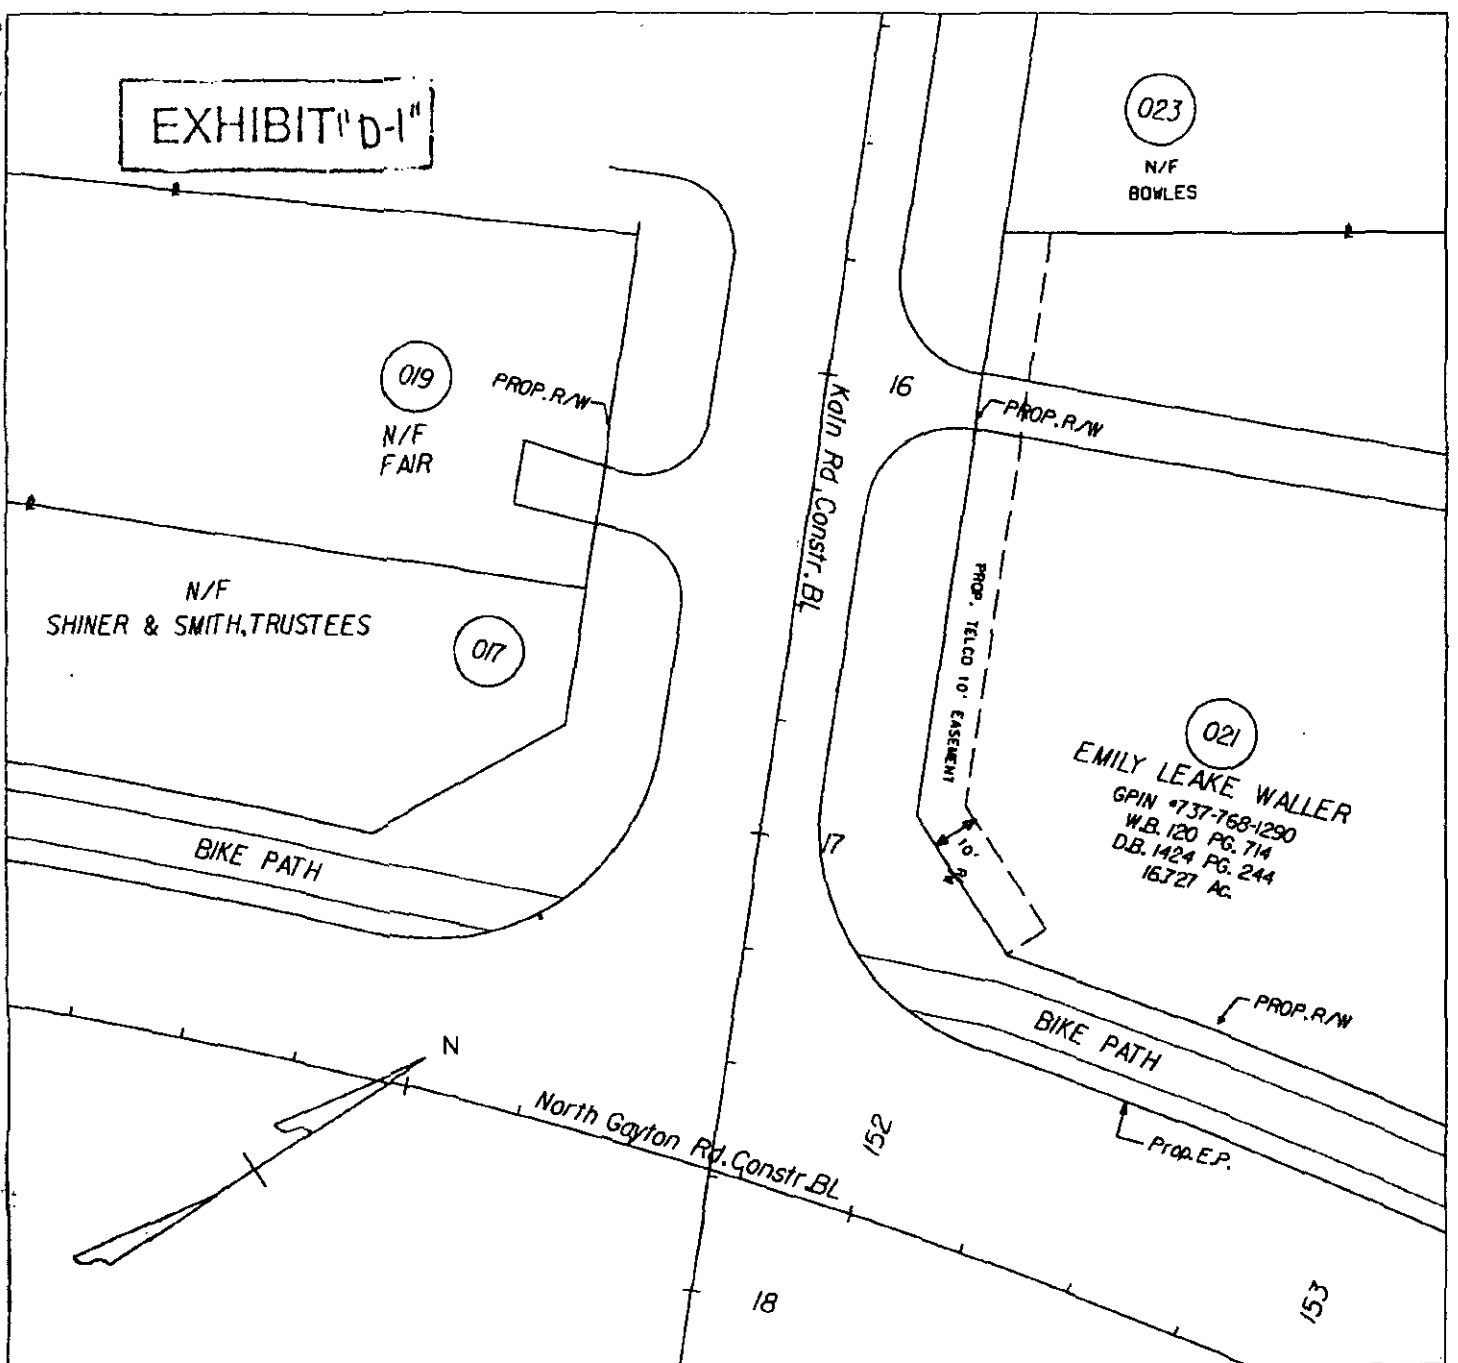 EXHIBIT "D-1"
023
N/F
BOWLES
019
N/F
FAIR
PROP. R/W
16
PROP. R/W
Kain Rd. Constr. BL
N/F
SHINER & SMITH, TRUSTEES
017
PROP. TELCO 10' EASEMENT
021
EMILY LEAKE WALLER
GPIN #737-768-1290
W.B. 120 PG. 714
D.B. 1424 PG. 244
16.727 AC.
17
10'
BIKE PATH
PROP. R/W
BIKE PATH
N
North Gayton Rd. Constr. BL
152
Prop. E.P.
18
153